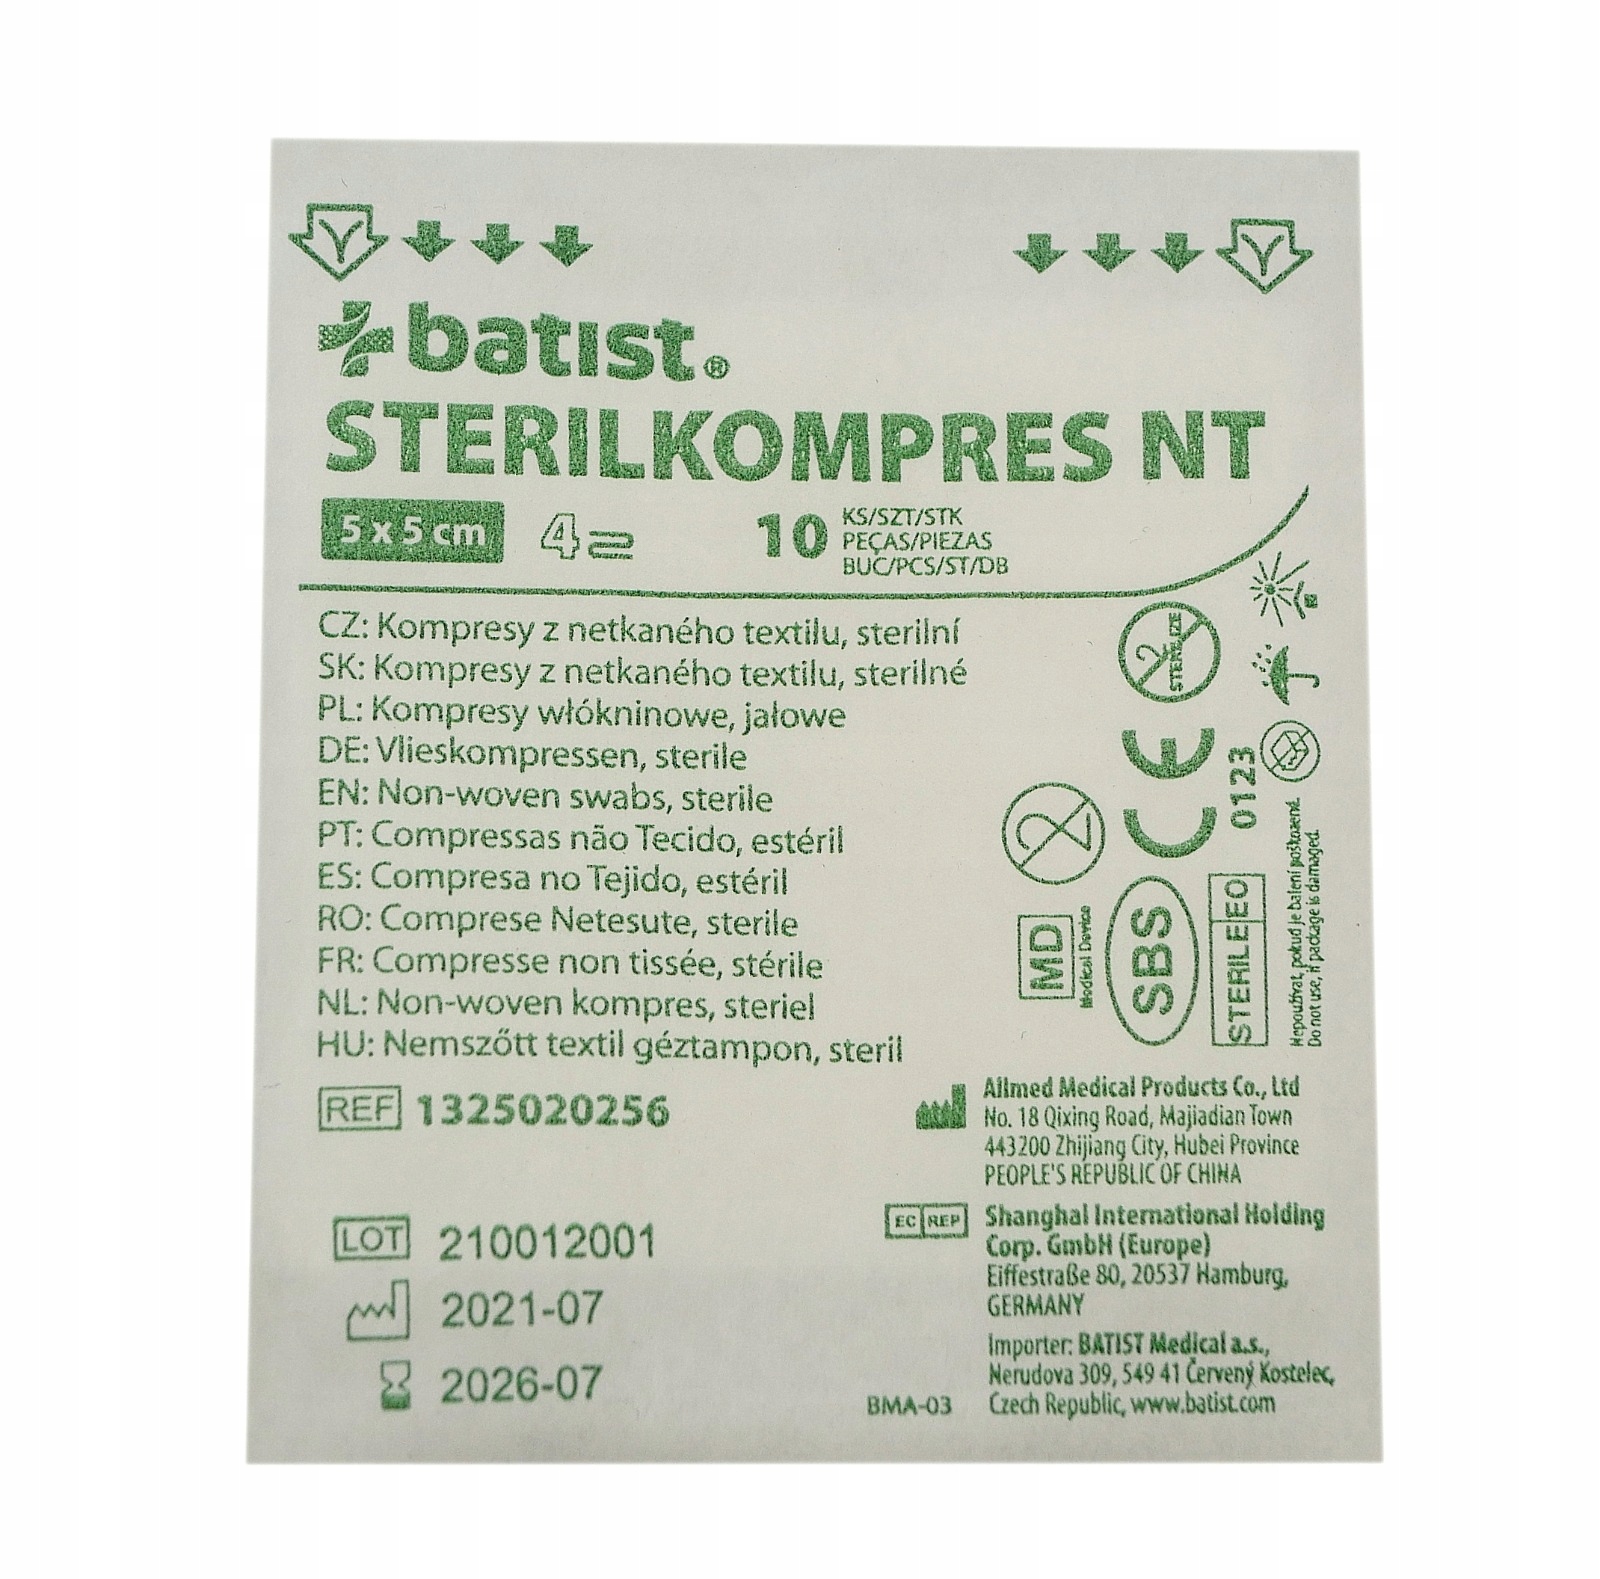 batist®
STERILKOMPRES NT
5 x 5 cm
4
10
KS/SZT/STK
PEÇAS/PIEZAS
BUC/PCS/ST/DB
CZ: Kompresy z netkaného textilu, sterilní
SK: Kompresy z netkaného textilu, sterilné
PL: Kompresy włókninowe, jałowe
DE: Vlieskompressen, sterile
EN: Non-woven swabs, sterile
PT: Compressas não Tecido, estéril
ES: Compresa no Tejido, estéril
RO: Comprese Netesute, sterile
FR: Compresse non tissée, stérile
NL: Non-woven kompres, steriel
HU: Nemszőtt textil géztampon, steril
2
STERILIZE
CE
0123
2
MD
Medical Device
SBS
STERILE EO
Nepoužívat, pokud je balení poškozené.
Do not use, if package is damaged.
REF 1325020256
LOT 210012001
2021-07
2026-07
Allmed Medical Products Co., Ltd
No. 18 Qixing Road, Majiadian Town
443200 Zhijiang City, Hubei Province
PEOPLE'S REPUBLIC OF CHINA
EC REP
Shanghai International Holding
Corp. GmbH (Europe)
Eiffestraße 80, 20537 Hamburg,
GERMANY
Importer: BATIST Medical a.s.,
Nerudova 309, 549 41 Červený Kostelec,
Czech Republic, www.batist.com
BMA-03